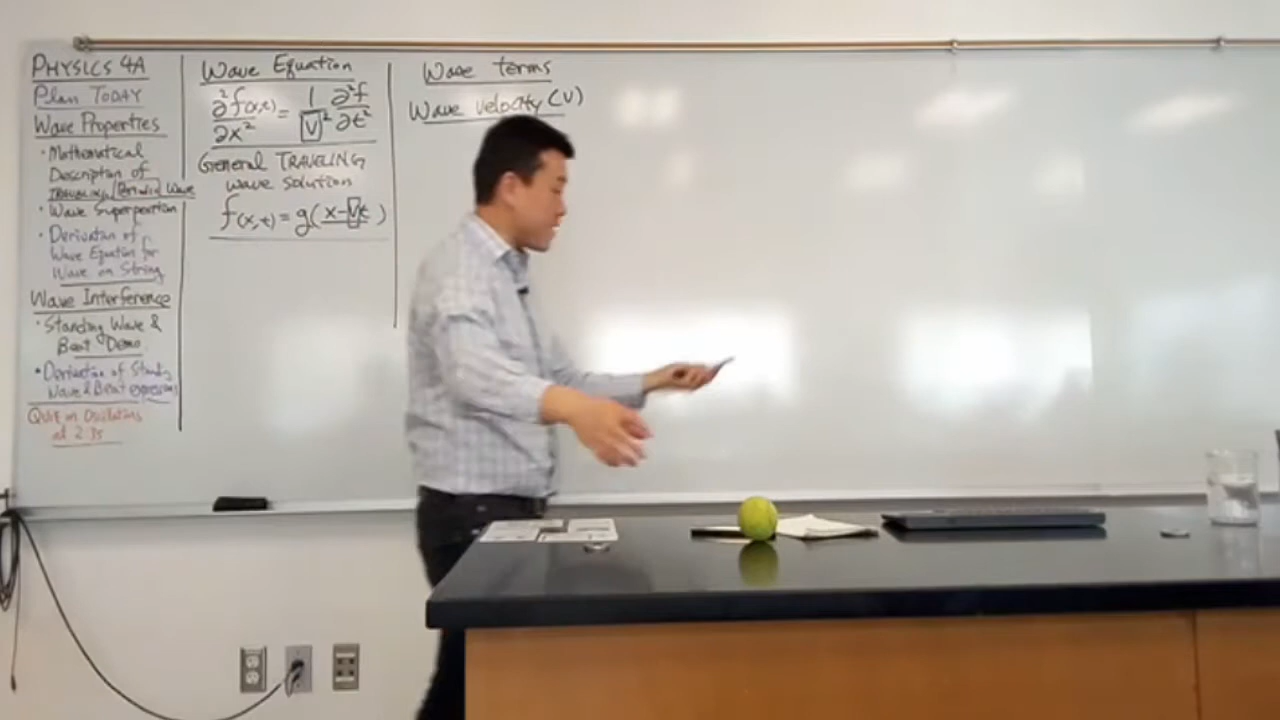 PHYSICS 4A
Plan TODAY
Wave Properties
• Mathematical
Description of
TRAVELING, Periodic Wave
• Wave Superposition
• Derivation of
Wave Equation for
Wave on String
Wave Interference
• Standing Wave &
Beat Demo
• Derivation of Standing
Wave & Beat expressions
Quiz on Oscillations
at 2:35
Wave Equation
∂²f(x,t)/∂x² = 1/v² ∂²f/∂t²
General TRAVELING
wave solution
f(x,t) = g(x-vt)
Wave terms
Wave velocity (v)